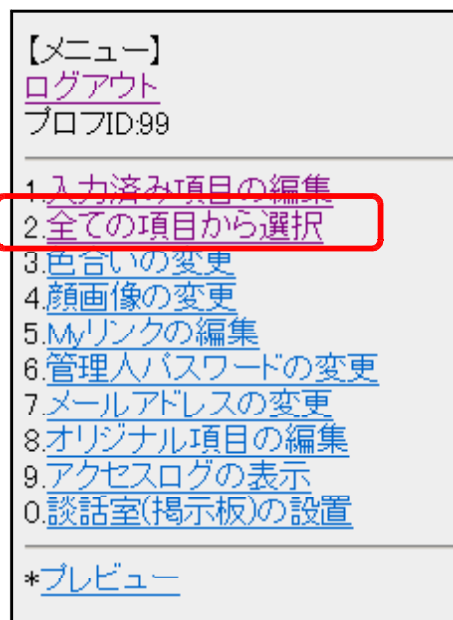 【メニュー】
ログアウト
プロフID:99
1.入力済み項目の編集
2.全ての項目から選択
3.色合いの変更
4.顔画像の変更
5.Myリンクの編集
6.管理人パスワードの変更
7.メールアドレスの変更
8.オリジナル項目の編集
9.アクセスログの表示
0.談話室(掲示板)の設置
*プレビュー